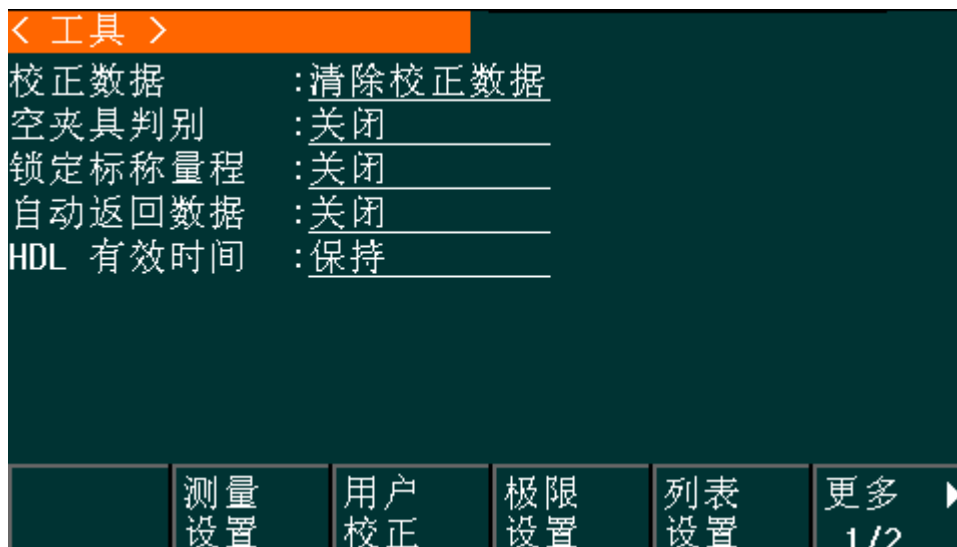 < 工具 >
校正数据 :清除校正数据
空夹具判别 :关闭
锁定标称量程 :关闭
自动返回数据 :关闭
HDL 有效时间 :保持
测量设置
用户校正
极限设置
列表设置
更多 1/2